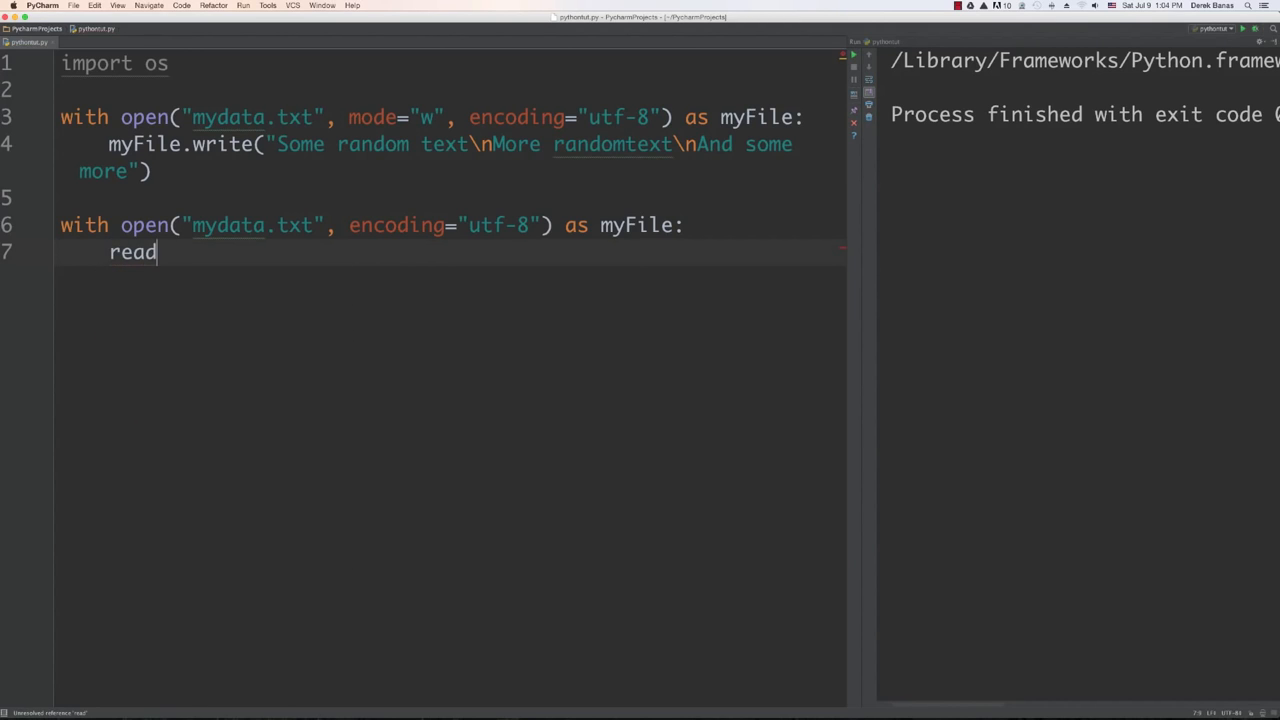 PyCharm File Edit View Navigate Code Refactor Run Tools VCS Window Help 10 Sat Jul 9 1:04 PM Derek Banas
pythontut.py - PycharmProjects - [~/PycharmProjects]
PycharmProjects pythontut.py pythontut
pythontut.py Run pythontut
1 import os
/Library/Frameworks/Python.framew
2
3 with open("mydata.txt", mode="w", encoding="utf-8") as myFile:
Process finished with exit code 0
4 myFile.write("Some random text\nMore randomtext\nAnd some
more")
5
6 with open("mydata.txt", encoding="utf-8") as myFile:
7 read
Unresolved reference 'read' 7:9 LF÷ UTF-8÷